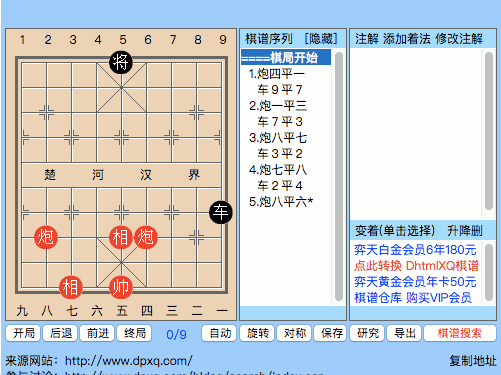 1 2 3 4 5 6 7 8 9
将
楚 河 汉 界
车
炮 相 炮
相 帅
九 八 七 六 五 四 三 二 一
棋谱序列 [隐藏]
====棋局开始
1.炮四平一
车９平７
2.炮一平三
车７平３
3.炮八平七
车３平２
4.炮七平八
车２平４
5.炮八平六*
注解 添加着法 修改注解
变着(单击选择) 升降删
弈天白金会员6年180元
点此转换 DhtmlXQ棋谱
弈天黄金会员年卡50元
棋谱仓库 购买VIP会员
开局 后退 前进 终局 0/9 自动 旋转 对称 保存 研究 导出 棋谱搜索
来源网站：http://www.dpxq.com/ 复制地址